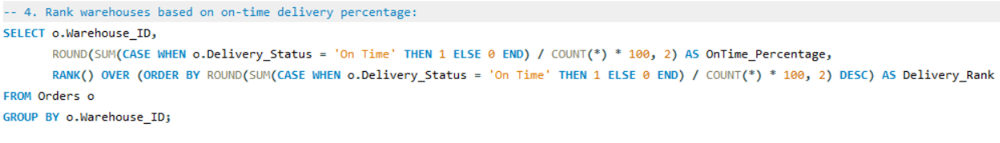 -- 4. Rank warehouses based on on-time delivery percentage:
SELECT o.Warehouse_ID,
       ROUND(SUM(CASE WHEN o.Delivery_Status = 'On Time' THEN 1 ELSE 0 END) / COUNT(*) * 100, 2) AS OnTime_Percentage,
       RANK() OVER (ORDER BY ROUND(SUM(CASE WHEN o.Delivery_Status = 'On Time' THEN 1 ELSE 0 END) / COUNT(*) * 100, 2) DESC) AS Delivery_Rank
FROM Orders o
GROUP BY o.Warehouse_ID;